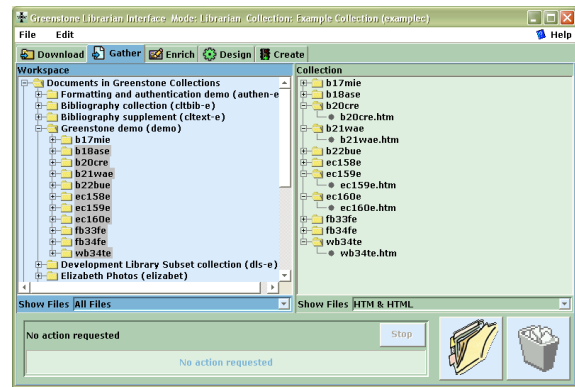 Greenstone Librarian Interface Mode: Librarian Collection: Example Collection (examplec)
File Edit Help
Download Gather Enrich Design Create
Workspace
Documents in Greenstone Collections
Formatting and authentication demo (authen-e
Bibliography collection (cltbib-e)
Bibliography supplement (cltext-e)
Greenstone demo (demo)
b17mie
b18ase
b20cre
b21wae
b22bue
ec158e
ec159e
ec160e
fb33fe
fb34fe
wb34te
Development Library Subset collection (dls-e)
Elizabeth Photos (elizabet)
Show Files All Files
Collection
b17mie
b18ase
b20cre
b20cre.htm
b21wae
b21wae.htm
b22bue
ec158e
ec159e
ec159e.htm
ec160e
ec160e.htm
fb33fe
fb34fe
wb34te
wb34te.htm
Show Files HTM & HTML
No action requested
Stop
No action requested